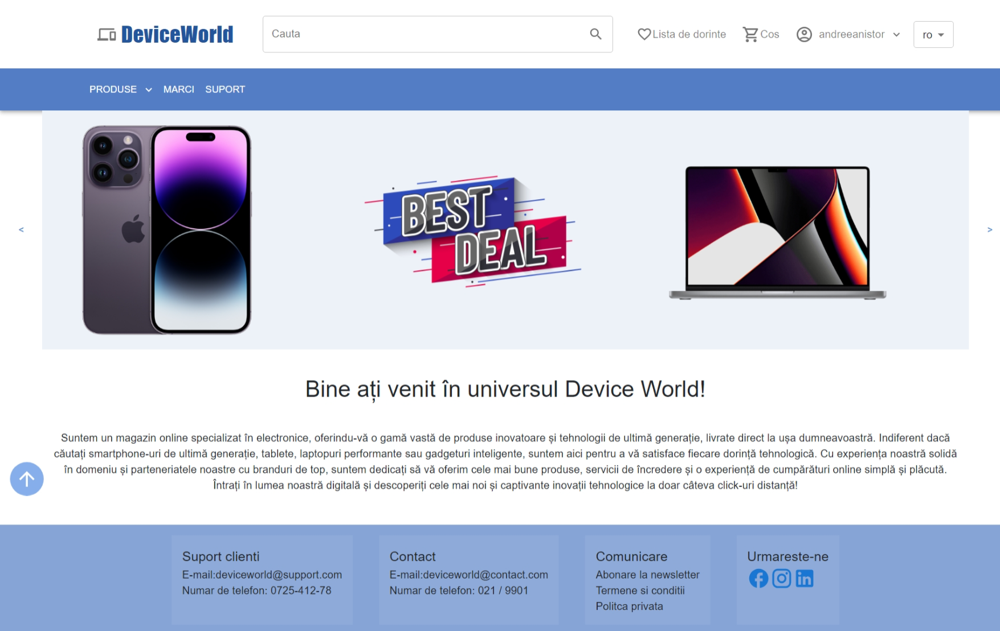 DeviceWorld
Cauta
Lista de dorinte
Cos
andreeanistor
ro
PRODUSE
MARCI
SUPORT
<
BEST
DEAL
>
Bine ați venit în universul Device World!
Suntem un magazin online specializat în electronice, oferindu-vă o gamă vastă de produse inovatoare și tehnologii de ultimă generație, livrate direct la ușa dumneavoastră. Indiferent dacă
căutați smartphone-uri de ultimă generație, tablete, laptopuri performante sau gadgeturi inteligente, suntem aici pentru a vă satisface fiecare dorință tehnologică. Cu experiența noastră solidă
în domeniu și parteneriatele noastre cu branduri de top, suntem dedicați să vă oferim cele mai bune produse, servicii de încredere și o experiență de cumpărături online simplă și plăcută.
Întrați în lumea noastră digitală și descoperiți cele mai noi și captivante inovații tehnologice la doar câteva click-uri distanță!
Suport clienti
E-mail:deviceworld@support.com
Numar de telefon: 0725-412-78
Contact
E-mail:deviceworld@contact.com
Numar de telefon: 021 / 9901
Comunicare
Abonare la newsletter
Termene si conditii
Politca privata
Urmareste-ne